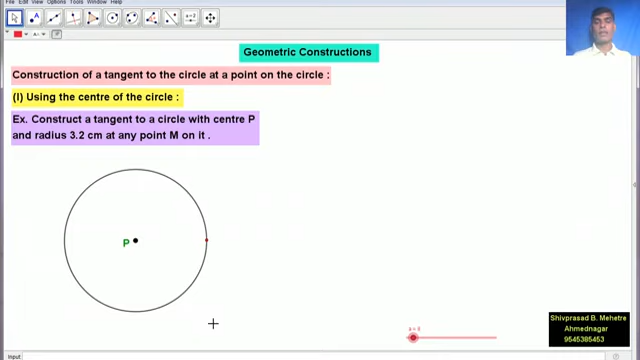 File Edit View Options Tools Window Help
Geometric Constructions
Construction of a tangent to the circle at a point on the circle :
(I) Using the centre of the circle :
Ex. Construct a tangent to a circle with centre P
and radius 3.2 cm at any point M on it .
P
Shivprasad B. Mehetre
Ahmednagar
9545385453
Input: